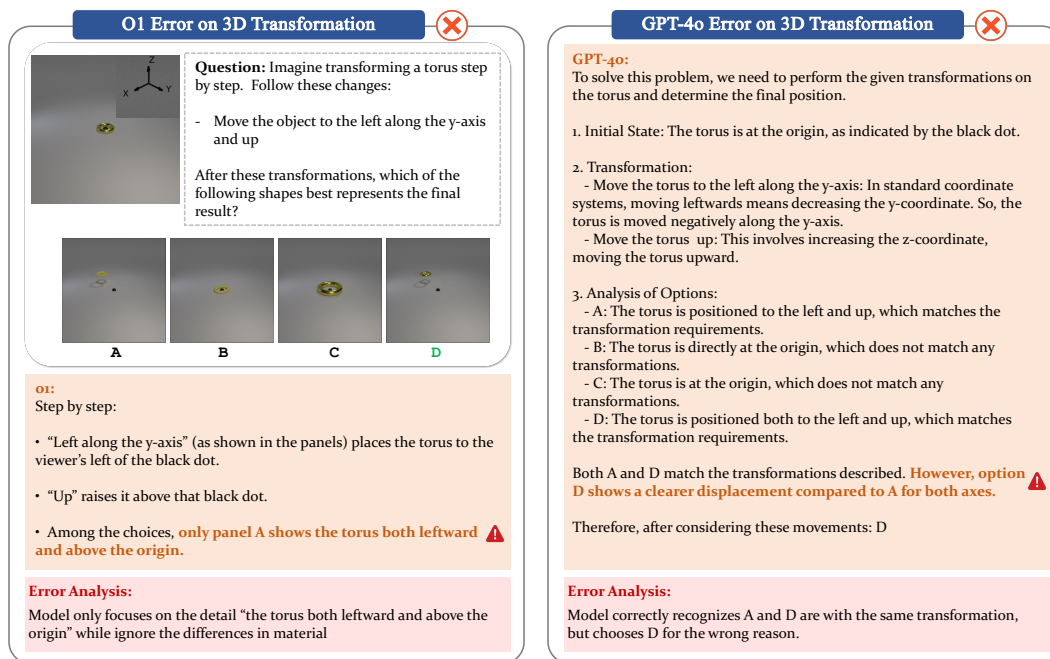 O1 Error on 3D Transformation
Z
X
Y
Question: Imagine transforming a torus step
by step. Follow these changes:
- Move the object to the left along the y-axis
and up
After these transformations, which of the
following shapes best represents the final
result?
A
B
C
D
o1:
Step by step:
• “Left along the y-axis” (as shown in the panels) places the torus to the
viewer’s left of the black dot.
• “Up” raises it above that black dot.
• Among the choices, only panel A shows the torus both leftward
and above the origin.
Error Analysis:
Model only focuses on the detail “the torus both leftward and above the
origin” while ignore the differences in material
GPT-4o Error on 3D Transformation
GPT-4o:
To solve this problem, we need to perform the given transformations on
the torus and determine the final position.
1. Initial State: The torus is at the origin, as indicated by the black dot.
2. Transformation:
- Move the torus to the left along the y-axis: In standard coordinate
systems, moving leftwards means decreasing the y-coordinate. So, the
torus is moved negatively along the y-axis.
- Move the torus up: This involves increasing the z-coordinate,
moving the torus upward.
3. Analysis of Options:
- A: The torus is positioned to the left and up, which matches the
transformation requirements.
- B: The torus is directly at the origin, which does not match any
transformations.
- C: The torus is at the origin, which does not match any
transformations.
- D: The torus is positioned both to the left and up, which matches
the transformation requirements.
Both A and D match the transformations described. However, option
D shows a clearer displacement compared to A for both axes.
Therefore, after considering these movements: D
Error Analysis:
Model correctly recognizes A and D are with the same transformation,
but chooses D for the wrong reason.